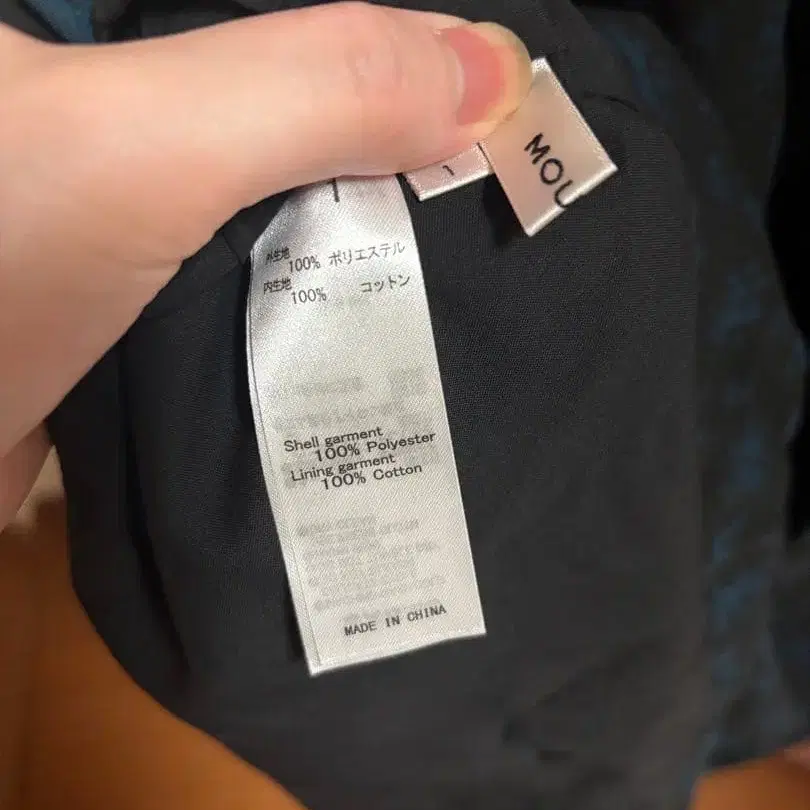 MOU
1
外生地
100% ポリエステル
内生地
100% コットン
Shell garment
100% Polyester
Lining garment
100% Cotton
MADE IN CHINA